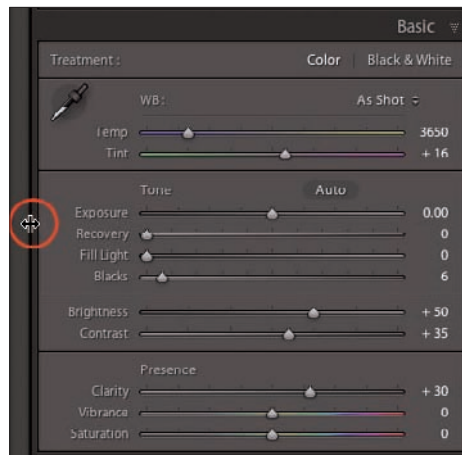 Basic
Treatment : Color Black & White
WB: As Shot
Temp 3650
Tint + 16
Tone Auto
Exposure 0.00
Recovery 0
Fill Light 0
Blacks 6
Brightness + 50
Contrast + 35
Presence
Clarity + 30
Vibrance 0
Saturation 0